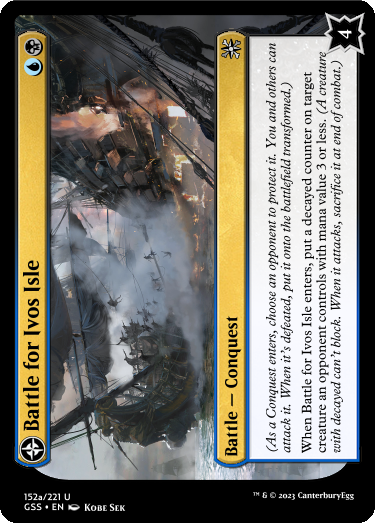 Battle for Ivos Isle
Battle — Conquest
(As a Conquest enters, choose an opponent to protect it. You and others can
attack it. When it's defeated, put it onto the battlefield transformed.)
When Battle for Ivos Isle enters, put a decayed counter on target
creature an opponent controls with mana value 3 or less. (A creature
with decayed can't block. When it attacks, sacrifice it at end of combat.)
4
152a/221 U
GSS • EN Kobe Sek
™ & © 2023 CanterburyEgg